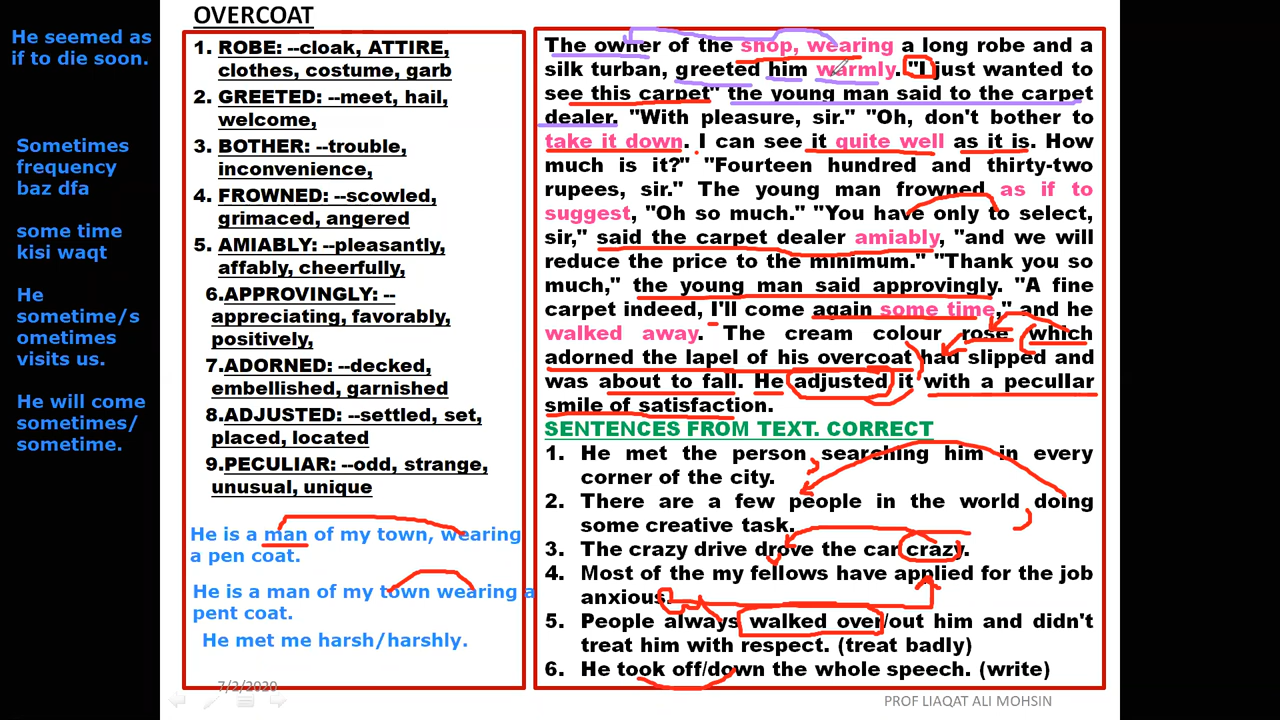 OVERCOAT
He seemed as
if to die soon.
Sometimes
frequency
baz dfa
some time
kisi waqt
He
sometime/s
ometimes
visits us.
He will come
sometimes/
sometime.
1. ROBE: --cloak, ATTIRE,
clothes, costume, garb
2. GREETED: --meet, hail,
welcome,
3. BOTHER: --trouble,
inconvenience,
4. FROWNED: --scowled,
grimaced, angered
5. AMIABLY: --pleasantly,
affably, cheerfully,
6.APPROVINGLY: --
appreciating, favorably,
positively,
7.ADORNED: --decked,
embellished, garnished
8.ADJUSTED: --settled, set,
placed, located
9.PECULIAR: --odd, strange,
unusual, unique
He is a man of my town, wearing
a pen coat.
He is a man of my town wearing a
pent coat.
He met me harsh/harshly.
7/2/2020
The owner of the shop, wearing a long robe and a
silk turban, greeted him warmly. "I just wanted to
see this carpet" the young man said to the carpet
dealer. "With pleasure, sir." "Oh, don't bother to
take it down. I can see it quite well as it is. How
much is it?" "Fourteen hundred and thirty-two
rupees, sir." The young man frowned as if to
suggest, "Oh so much." "You have only to select,
sir," said the carpet dealer amiably, "and we will
reduce the price to the minimum." "Thank you so
much," the young man said approvingly. "A fine
carpet indeed, I'll come again some time," and he
walked away. The cream colour rose which
adorned the lapel of his overcoat had slipped and
was about to fall. He adjusted it with a peculiar
smile of satisfaction.
SENTENCES FROM TEXT. CORRECT
1. He met the person searching him in every
corner of the city.
2. There are a few people in the world doing
some creative task.
3. The crazy drive drove the car crazy.
4. Most of the my fellows have applied for the job
anxious.
5. People always walked over/out him and didn't
treat him with respect. (treat badly)
6. He took off/down the whole speech. (write)
PROF LIAQAT ALI MOHSIN